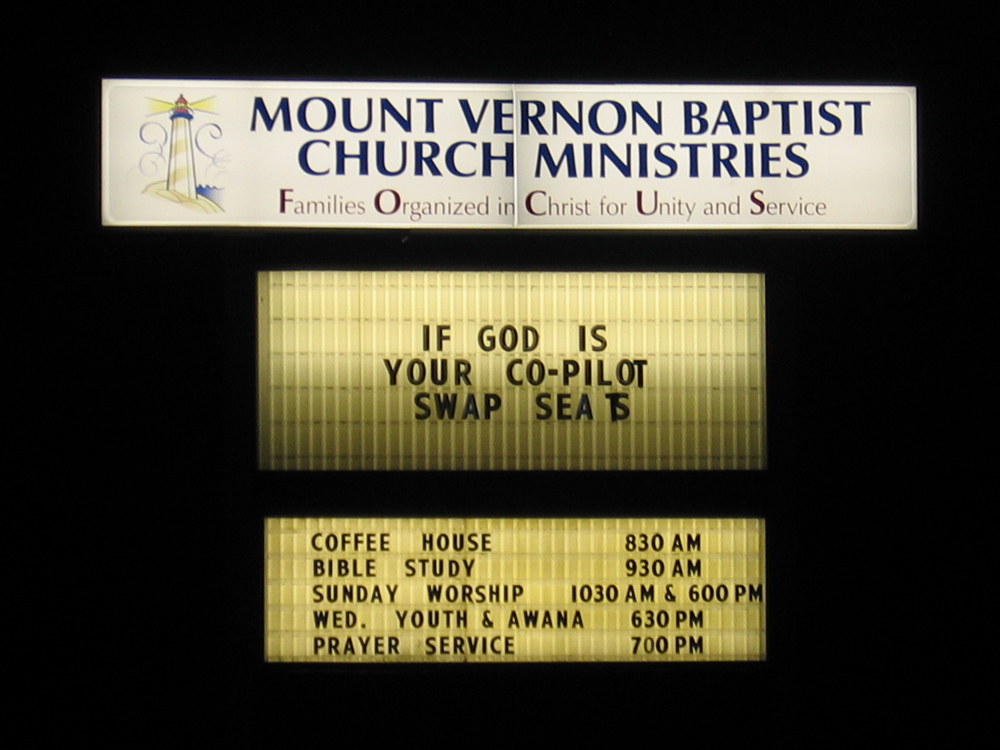 MOUNT VERNON BAPTIST
CHURCH MINISTRIES
Families Organized in Christ for Unity and Service
IF GOD IS
YOUR CO-PILOT
SWAP SEATS
COFFEE HOUSE 830 AM
BIBLE STUDY 930 AM
SUNDAY WORSHIP 1030 AM & 600 PM
WED. YOUTH & AWANA 630 PM
PRAYER SERVICE 700 PM